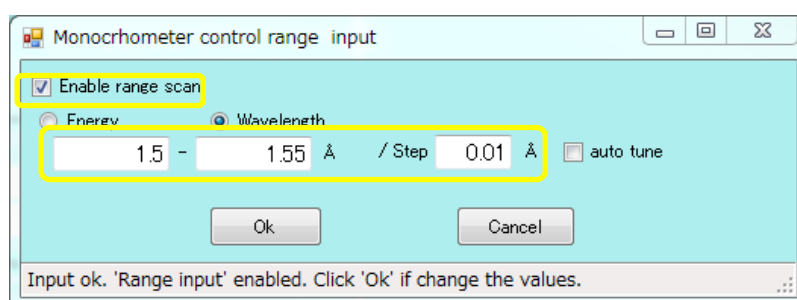 Monocrhometer control range input
Enable range scan
Energy Wavelength
1.5 - 1.55 Å / Step 0.01 Å auto tune
Ok Cancel
Input ok. 'Range input' enabled. Click 'Ok' if change the values.